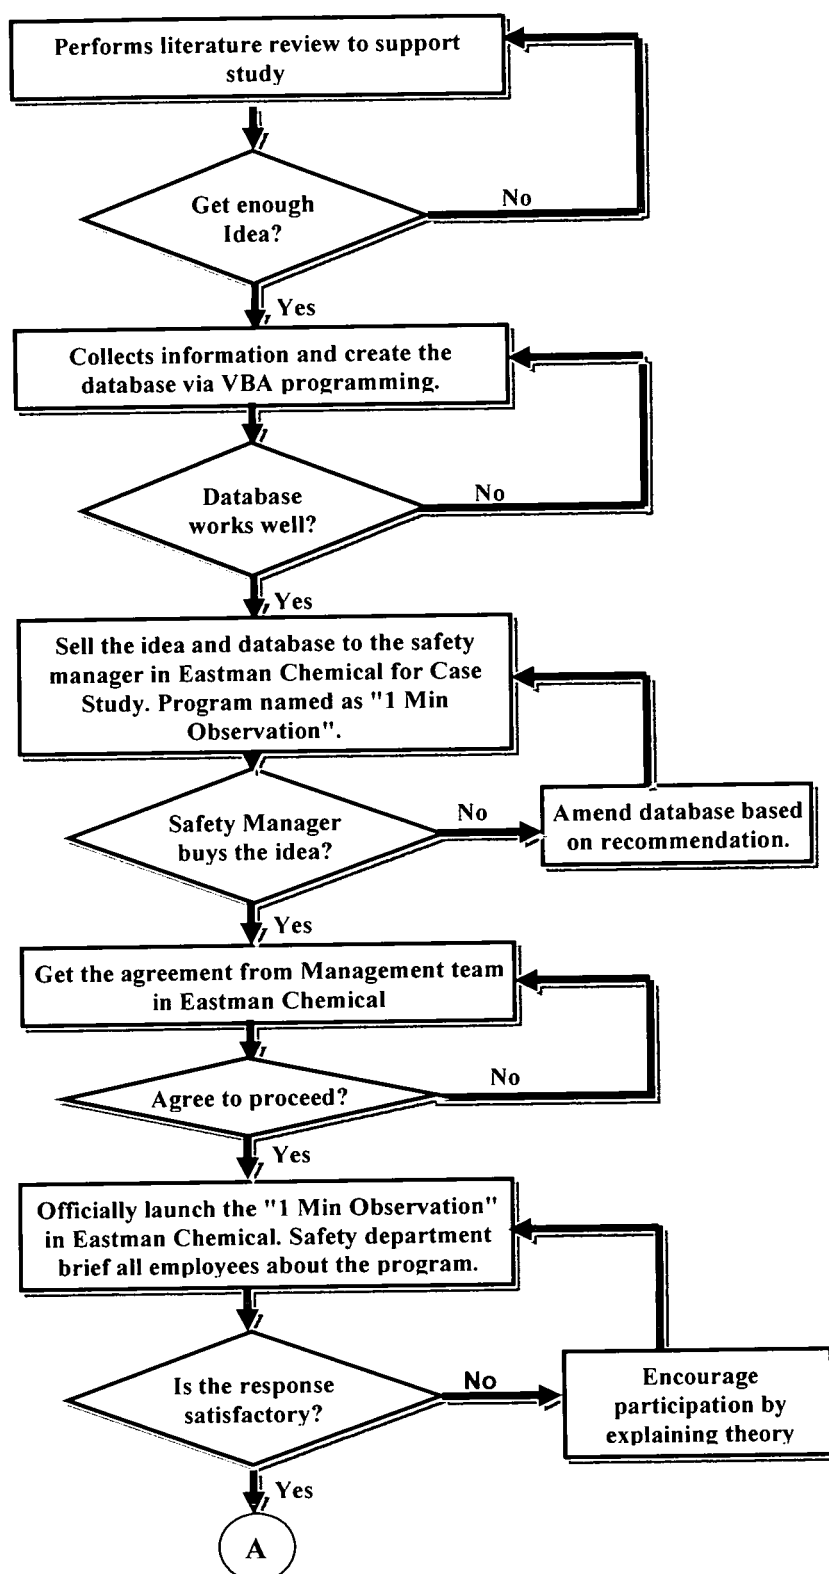 Performs literature review to support
study
Get enough
Idea?
No
Yes
Collects information and create the
database via VBA programming.
Database
works well?
No
Yes
Sell the idea and database to the safety
manager in Eastman Chemical for Case
Study. Program named as "1 Min
Observation".
Safety Manager
buys the idea?
No
Amend database based
on recommendation.
Yes
Get the agreement from Management team
in Eastman Chemical
Agree to proceed?
No
Yes
Officially launch the "1 Min Observation"
in Eastman Chemical. Safety department
brief all employees about the program.
Is the response
satisfactory?
No
Encourage
participation by
explaining theory
Yes
A